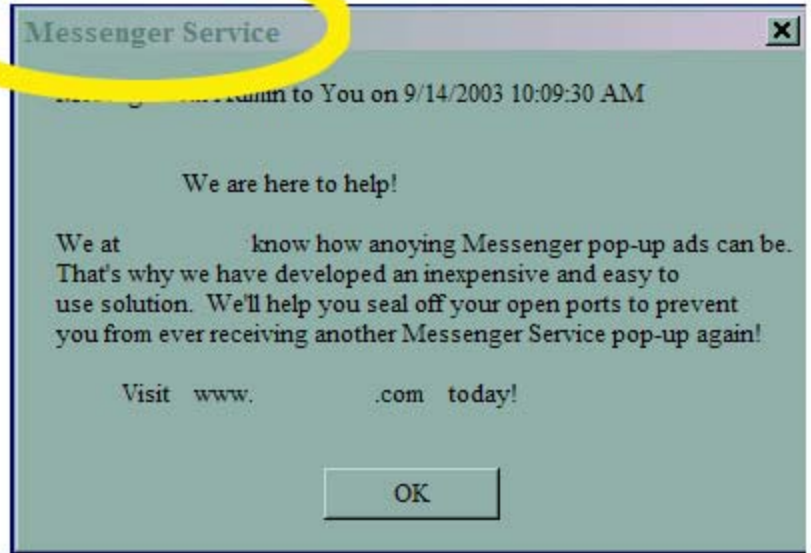 Messenger Service
Admin to You on 9/14/2003 10:09:30 AM
We are here to help!
We at know how anoying Messenger pop-up ads can be.
That's why we have developed an inexpensive and easy to
use solution. We'll help you seal off your open ports to prevent
you from ever receiving another Messenger Service pop-up again!
Visit www. .com today!
OK